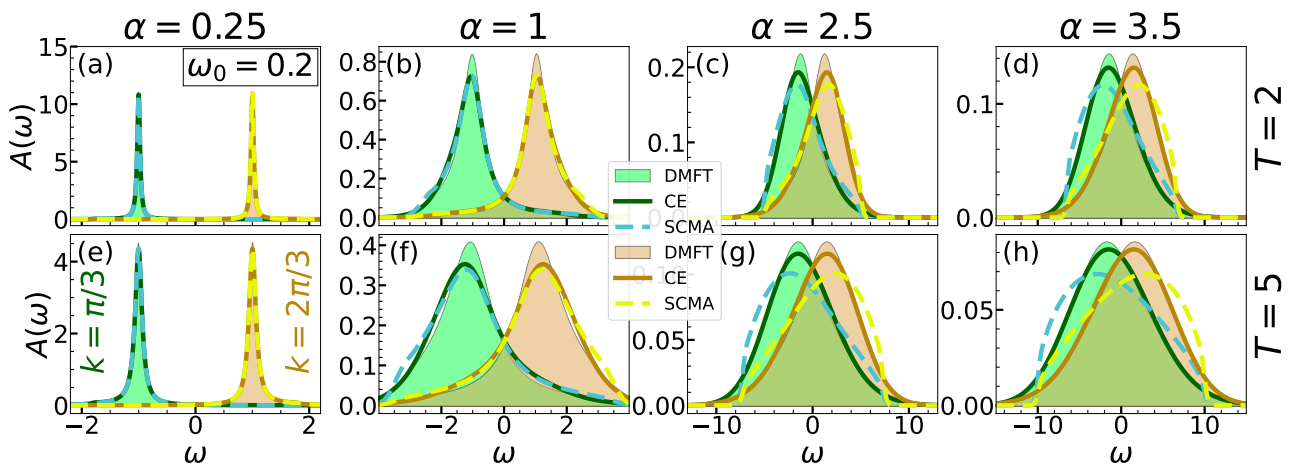 α = 0.25
α = 1
α = 2.5
α = 3.5
15
10
5
0
A(ω)
(a)
ω₀ = 0.2
0.8
0.6
0.4
0.2
0.0
(b)
0.2
0.1
(c)
0.1
0.0
(d)
T = 2
DMFT
CE
SCMA
DMFT
CE
SCMA
4
2
0
A(ω)
(e)
k = π/3
k = 2π/3
−2
0
2
ω
0.4
0.3
0.2
0.1
0.0
(f)
−4
−2
0
2
ω
0.05
0.00
(g)
−10
0
10
ω
0.05
0.00
(h)
−10
0
10
ω
T = 5